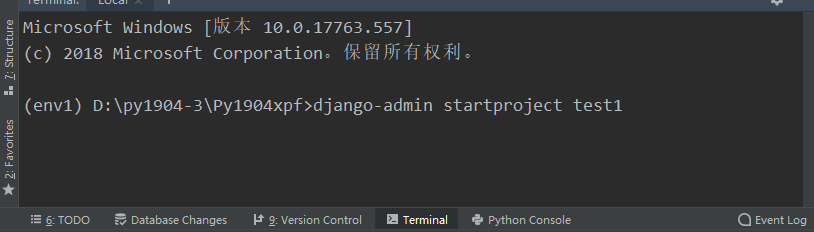 Terminal: Local × +
Microsoft Windows [版本 10.0.17763.557]
(c) 2018 Microsoft Corporation。保留所有权利。
(env1) D:\py1904-3\Py1904xpf>django-admin startproject test1
7: Structure
2: Favorites
6: TODO Database Changes 9: Version Control Terminal Python Console Event Log